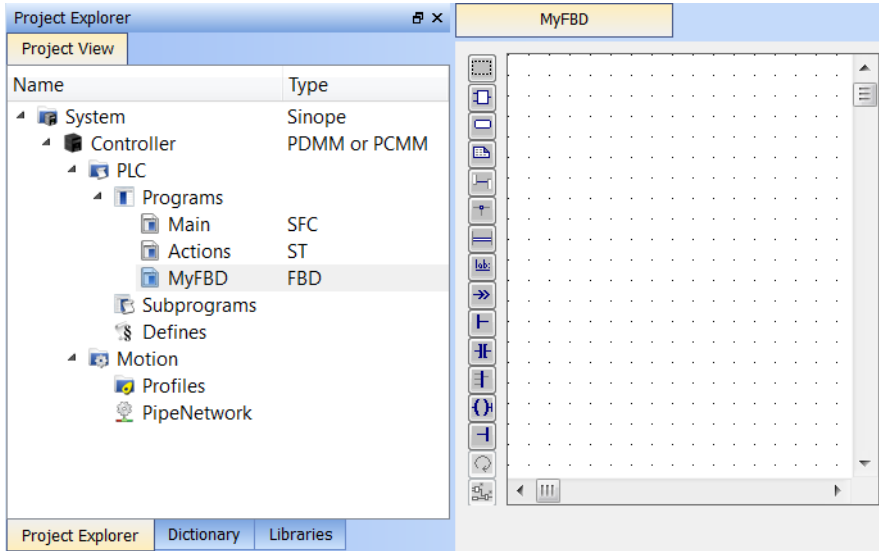 Project Explorer
MyFBD
Project View
Name Type
System Sinope
Controller PDMM or PCMM
PLC
Programs
Main SFC
Actions ST
MyFBD FBD
Subprograms
Defines
Motion
Profiles
PipeNetwork
lab:
Project Explorer Dictionary Libraries